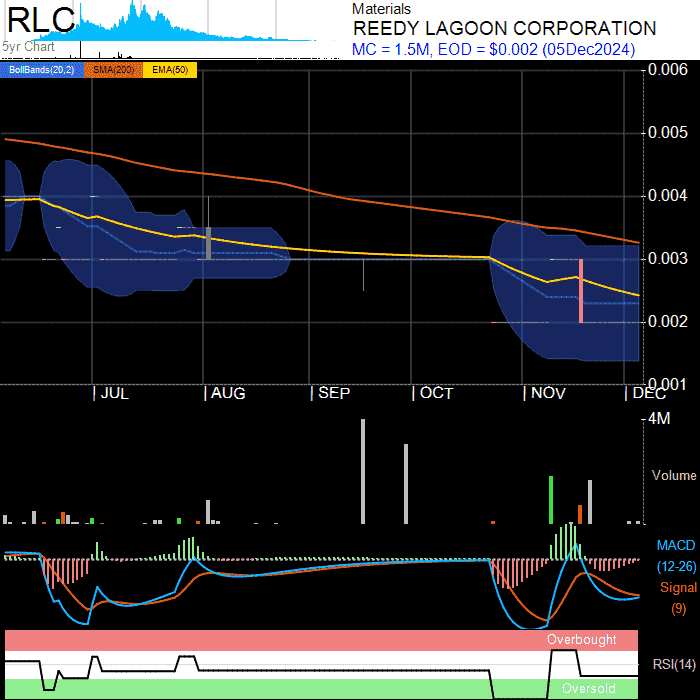 RLC
5yr Chart
Materials
REEDY LAGOON CORPORATION
MC = 1.5M, EOD = $0.002 (05Dec2024)
BollBands(20,2) SMA(200) EMA(50)
0.006
0.005
0.004
0.003
0.002
0.001
JUL AUG SEP OCT NOV DEC
4M
Volume
MACD
(12-26)
Signal
(9)
Overbought
RSI(14)
Oversold